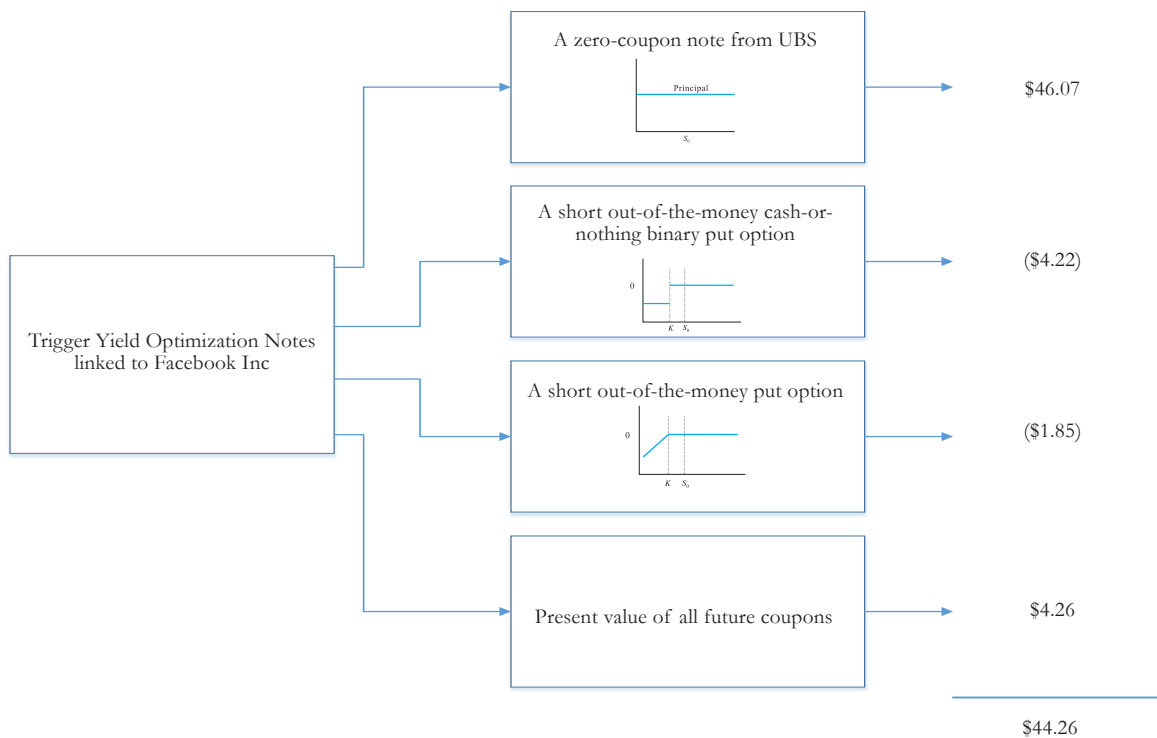 A zero-coupon note from UBS
Principal
S₀
$46.07
A short out-of-the-money cash-or-
nothing binary put option
0
K
S₀
($4.22)
Trigger Yield Optimization Notes
linked to Facebook Inc
A short out-of-the-money put option
0
K
S₀
($1.85)
Present value of all future coupons
$4.26
$44.26